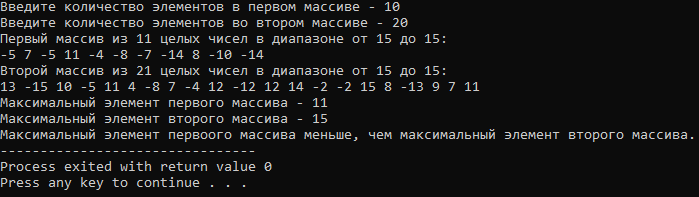 Введите количество элементов в первом массиве - 10
Введите количество элементов во втором массиве - 20
Первый массив из 11 целых чисел в диапазоне от 15 до 15:
-5 7 -5 11 -4 -8 -7 -14 8 -10 -14
Второй массив из 21 целых чисел в диапазоне от 15 до 15:
13 -15 10 -5 11 4 -8 7 -4 12 -12 12 14 -2 -2 15 8 -13 9 7 11
Максимальный элемент первого массива - 11
Максимальный элемент второго массива - 15
Максимальный элемент первоого массива меньше, чем максимальный элемент второго массива.
--------------------------------
Process exited with return value 0
Press any key to continue . . .